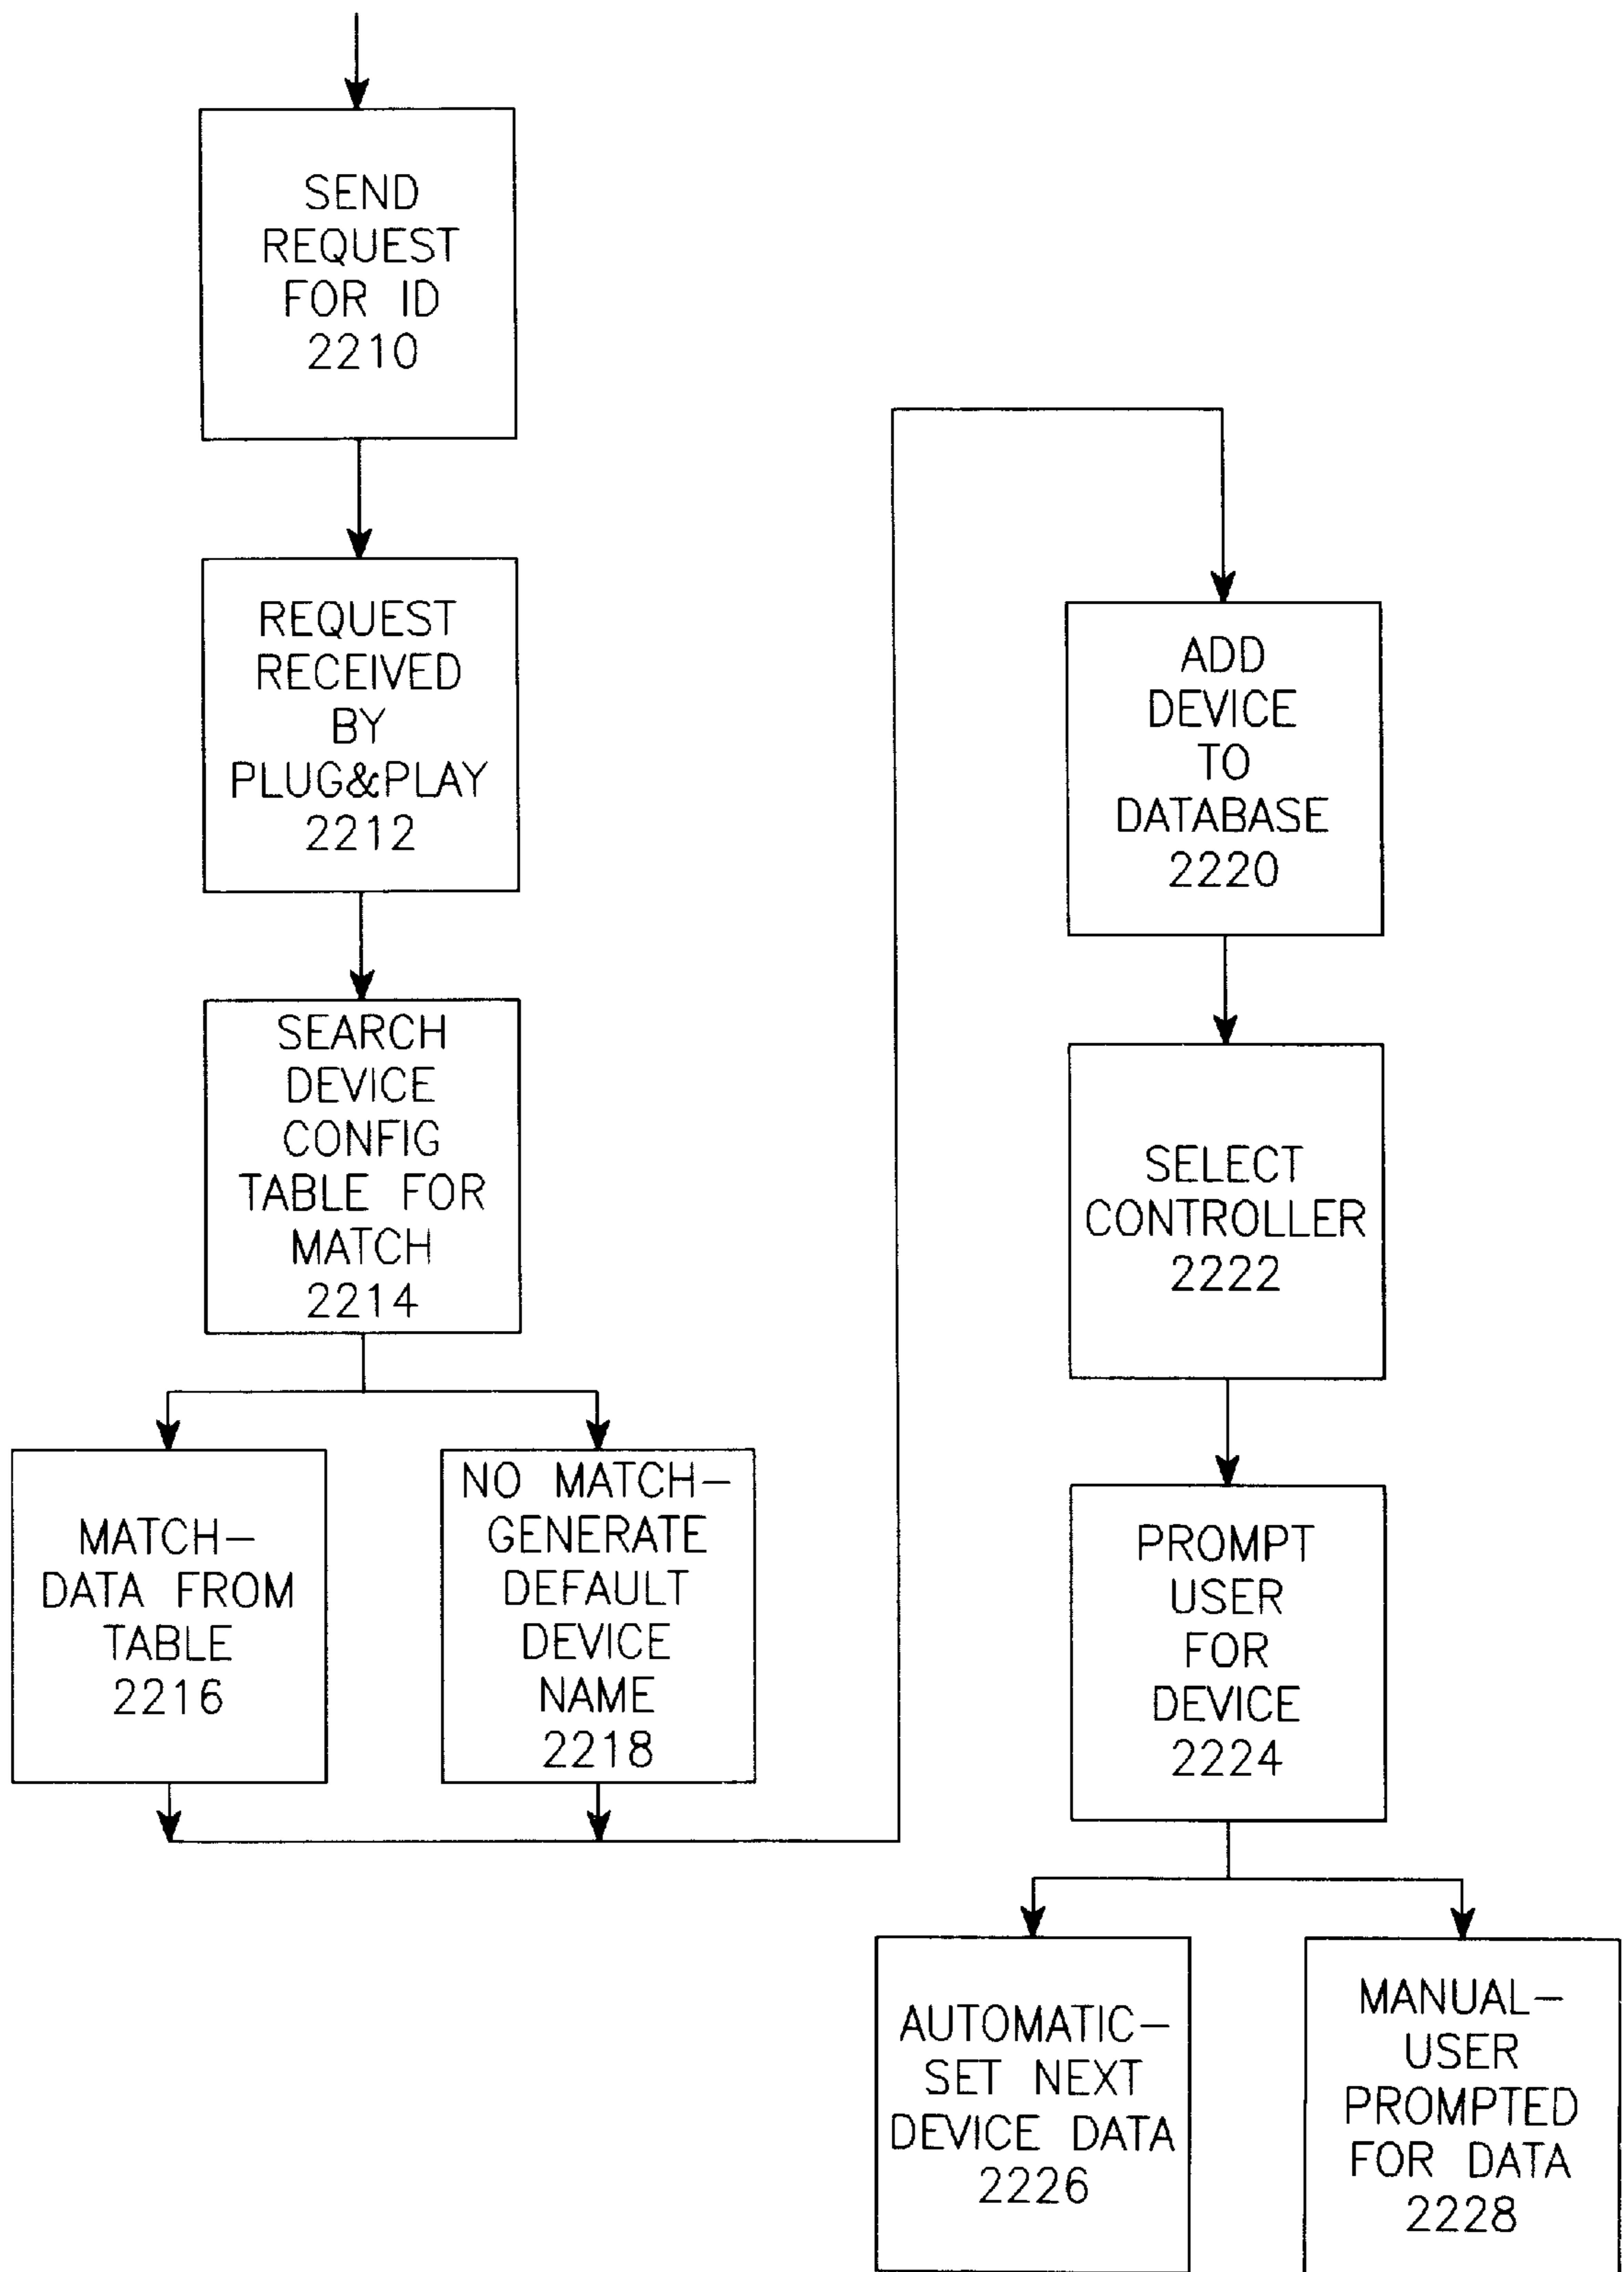 SEND
REQUEST
FOR ID
2210
REQUEST
RECEIVED
BY
PLUG&PLAY
2212
SEARCH
DEVICE
CONFIG
TABLE FOR
MATCH
2214
MATCH–
DATA FROM
TABLE
2216
NO MATCH–
GENERATE
DEFAULT
DEVICE
NAME
2218
ADD
DEVICE
TO
DATABASE
2220
SELECT
CONTROLLER
2222
PROMPT
USER
FOR
DEVICE
2224
AUTOMATIC–
SET NEXT
DEVICE DATA
2226
MANUAL–
USER
PROMPTED
FOR DATA
2228